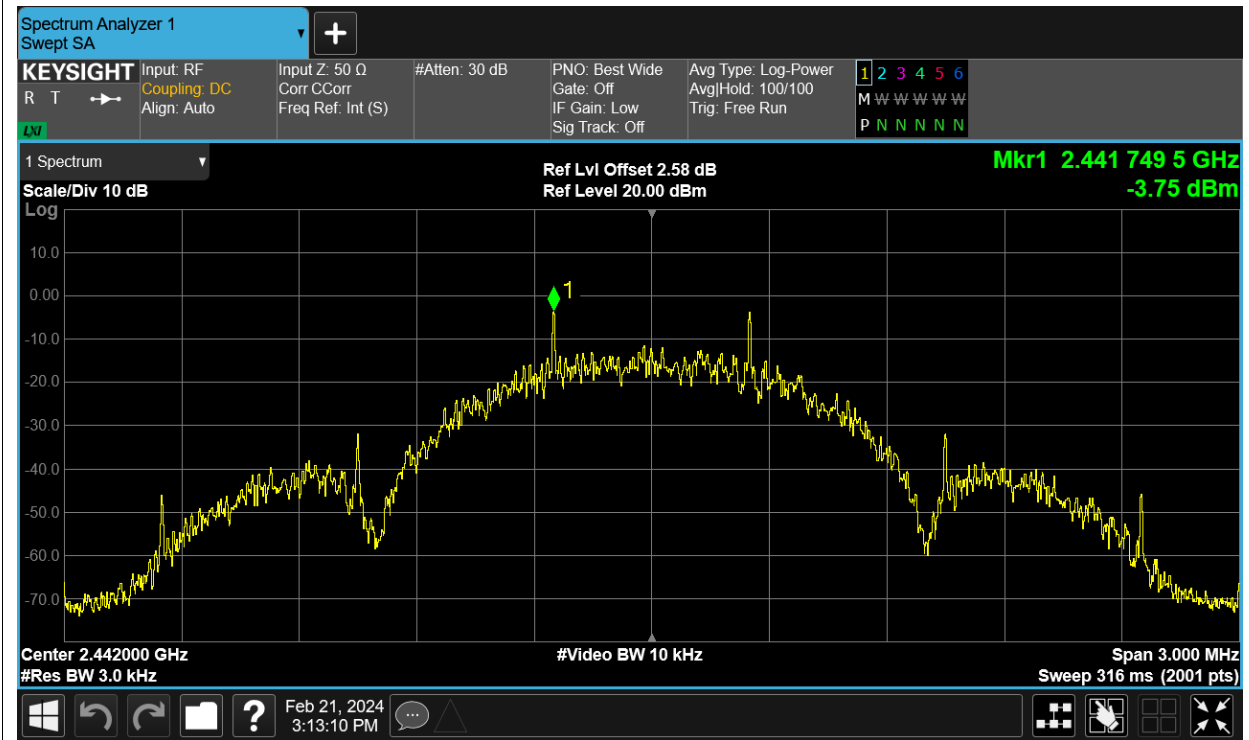 Spectrum Analyzer 1
Swept SA
KEYSIGHT
R T
LXI
Input: RF
Coupling: DC
Align: Auto
Input Z: 50 Ω
Corr CCorr
Freq Ref: Int (S)
#Atten: 30 dB
PNO: Best Wide
Gate: Off
IF Gain: Low
Sig Track: Off
Avg Type: Log-Power
Avg|Hold: 100/100
Trig: Free Run
1 2 3 4 5 6
M W W W W W
P N N N N N
1 Spectrum
Scale/Div 10 dB
Log
Ref Lvl Offset 2.58 dB
Ref Level 20.00 dBm
Mkr1 2.441 749 5 GHz
-3.75 dBm
10.0
0.00
-10.0
-20.0
-30.0
-40.0
-50.0
-60.0
-70.0
1
Center 2.442000 GHz
#Res BW 3.0 kHz
#Video BW 10 kHz
Span 3.000 MHz
Sweep 316 ms (2001 pts)
?
Feb 21, 2024
3:13:10 PM